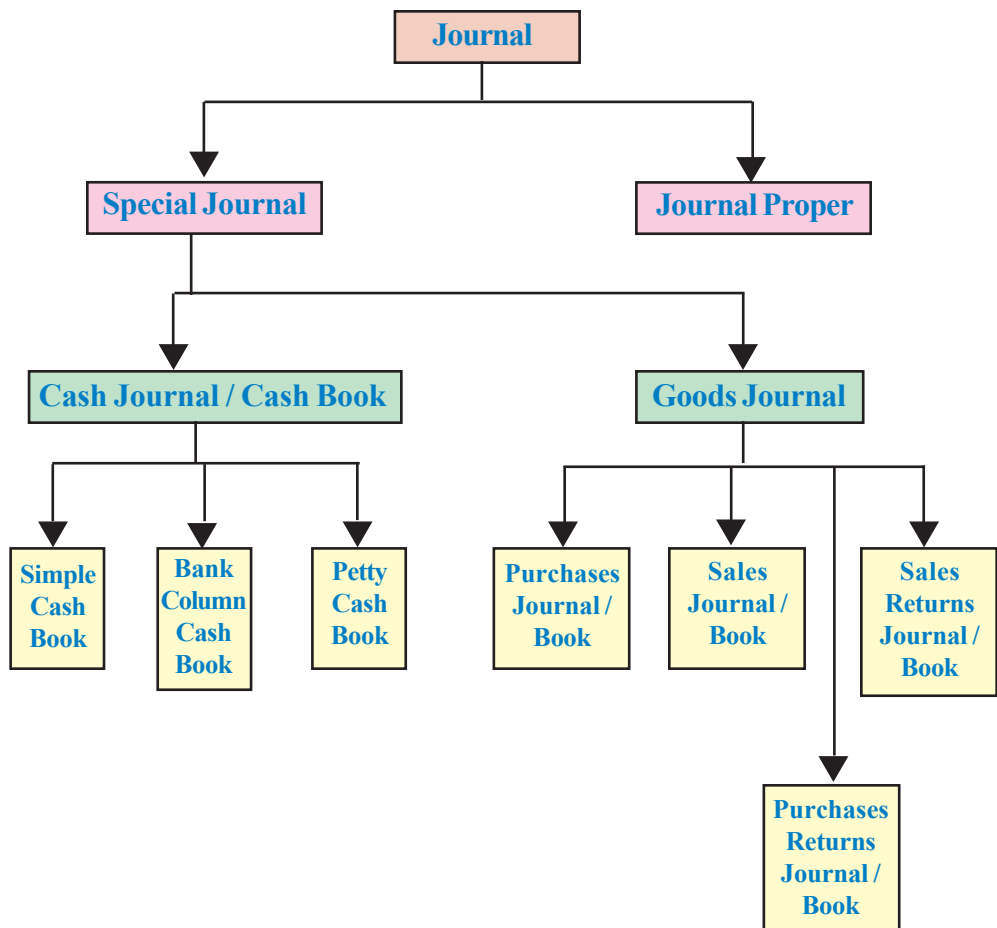 Journal
Special Journal
Journal Proper
Cash Journal / Cash Book
Goods Journal
Simple
Cash
Book
Bank
Column
Cash
Book
Petty
Cash
Book
Purchases
Journal /
Book
Sales
Journal /
Book
Sales
Returns
Journal /
Book
Purchases
Returns
Journal /
Book